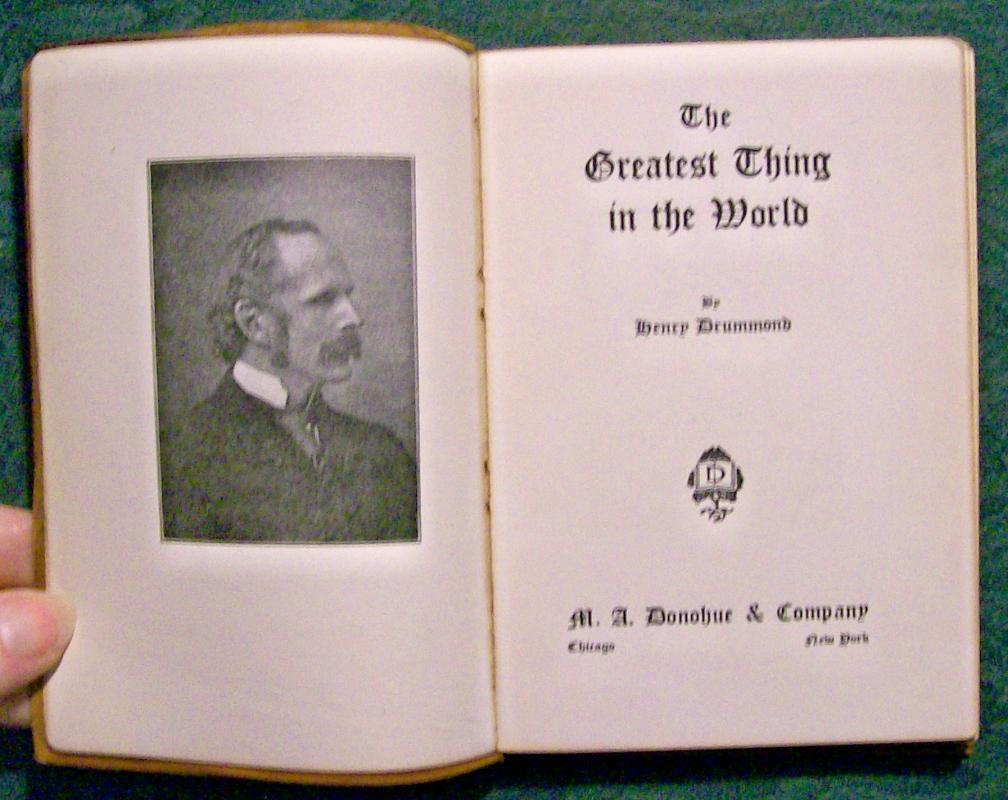 The
Greatest Thing
in the World
By
Henry Drummond
D
M. A. Donohue & Company
Chicago New York